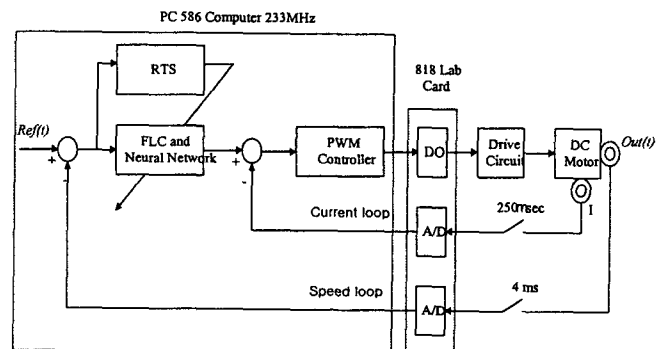 PC 586 Computer 233MHz
818 Lab
Card
RTS
Ref(t)
+
-
FLC and
Neural Network
+
-
PWM
Controller
DO
Drive
Circuit
DC
Motor
Out(t)
I
Current loop
A/D
250msec
Speed loop
A/D
4 ms